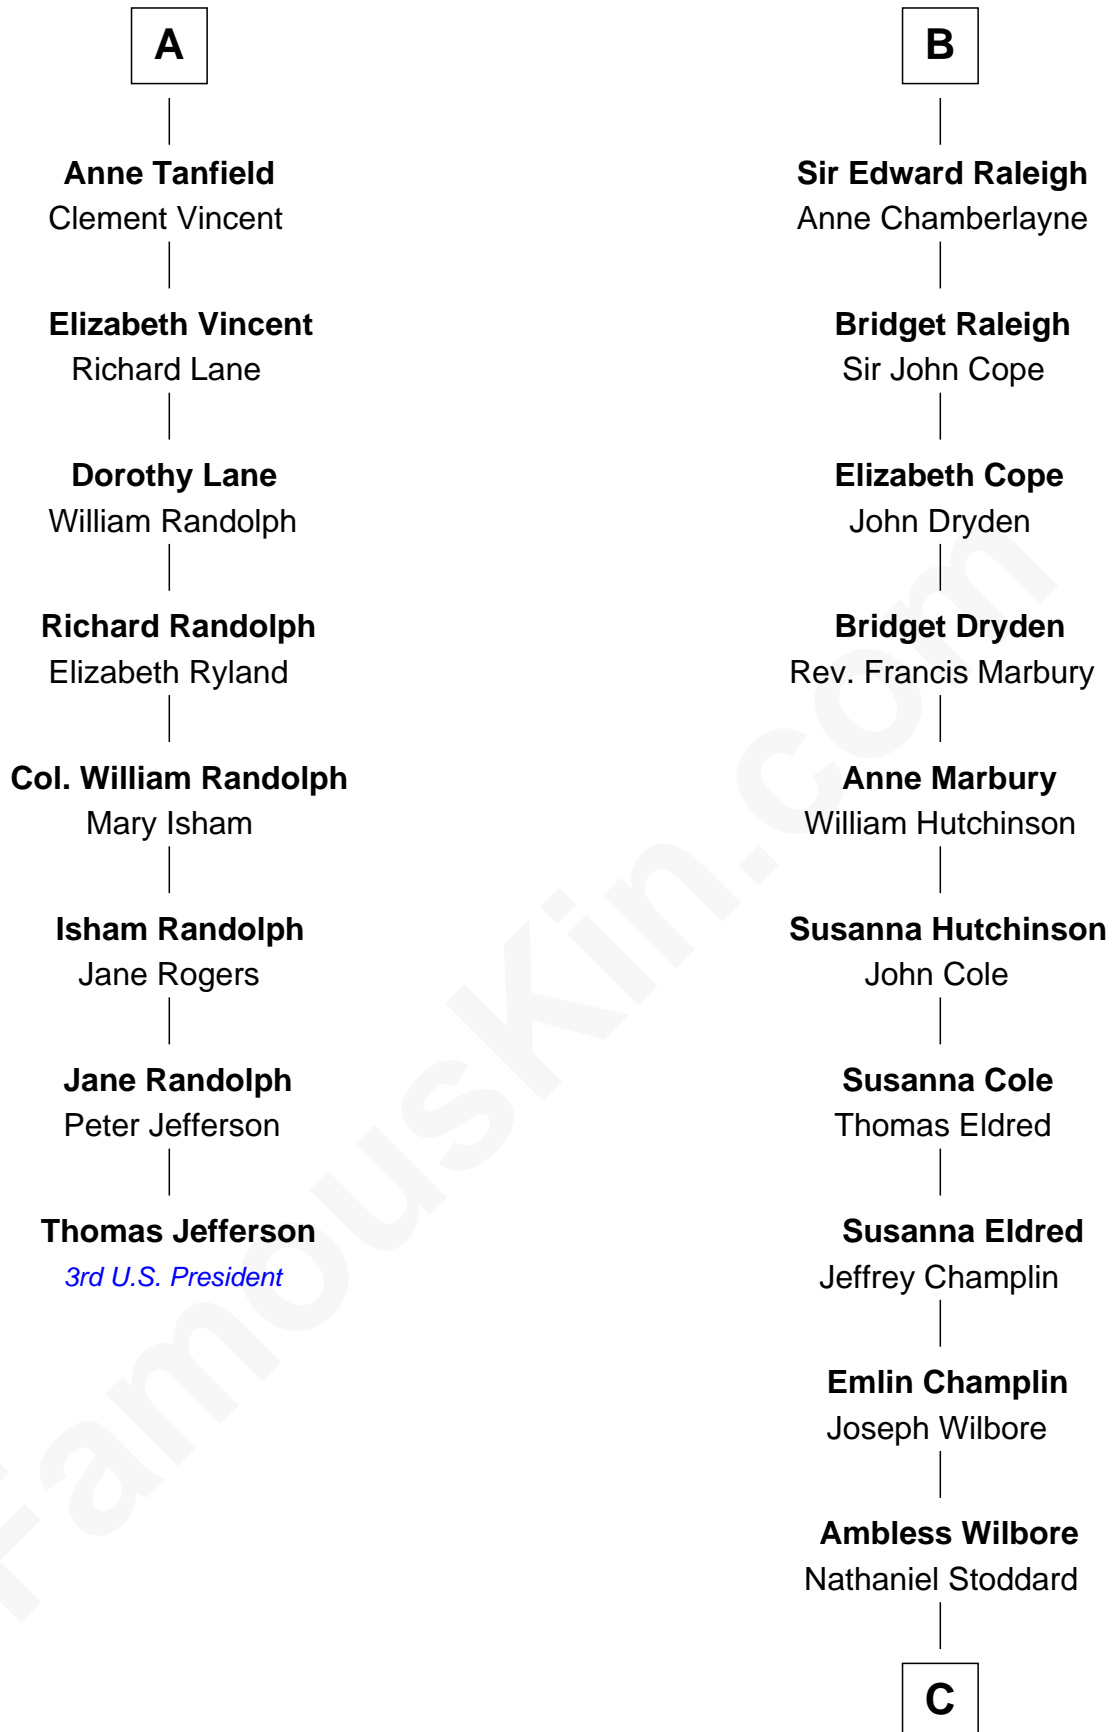 A
Anne Tanfield
Clement Vincent
Elizabeth Vincent
Richard Lane
Dorothy Lane
William Randolph
Richard Randolph
Elizabeth Ryland
Col. William Randolph
Mary Isham
Isham Randolph
Jane Rogers
Jane Randolph
Peter Jefferson
Thomas Jefferson
3rd U.S. President
B
Sir Edward Raleigh
Anne Chamberlayne
Bridget Raleigh
Sir John Cope
Elizabeth Cope
John Dryden
Bridget Dryden
Rev. Francis Marbury
Anne Marbury
William Hutchinson
Susanna Hutchinson
John Cole
Susanna Cole
Thomas Eldred
Susanna Eldred
Jeffrey Champlin
Emlin Champlin
Joseph Wilbore
Ambless Wilbore
Nathaniel Stoddard
C
FamousKin.com